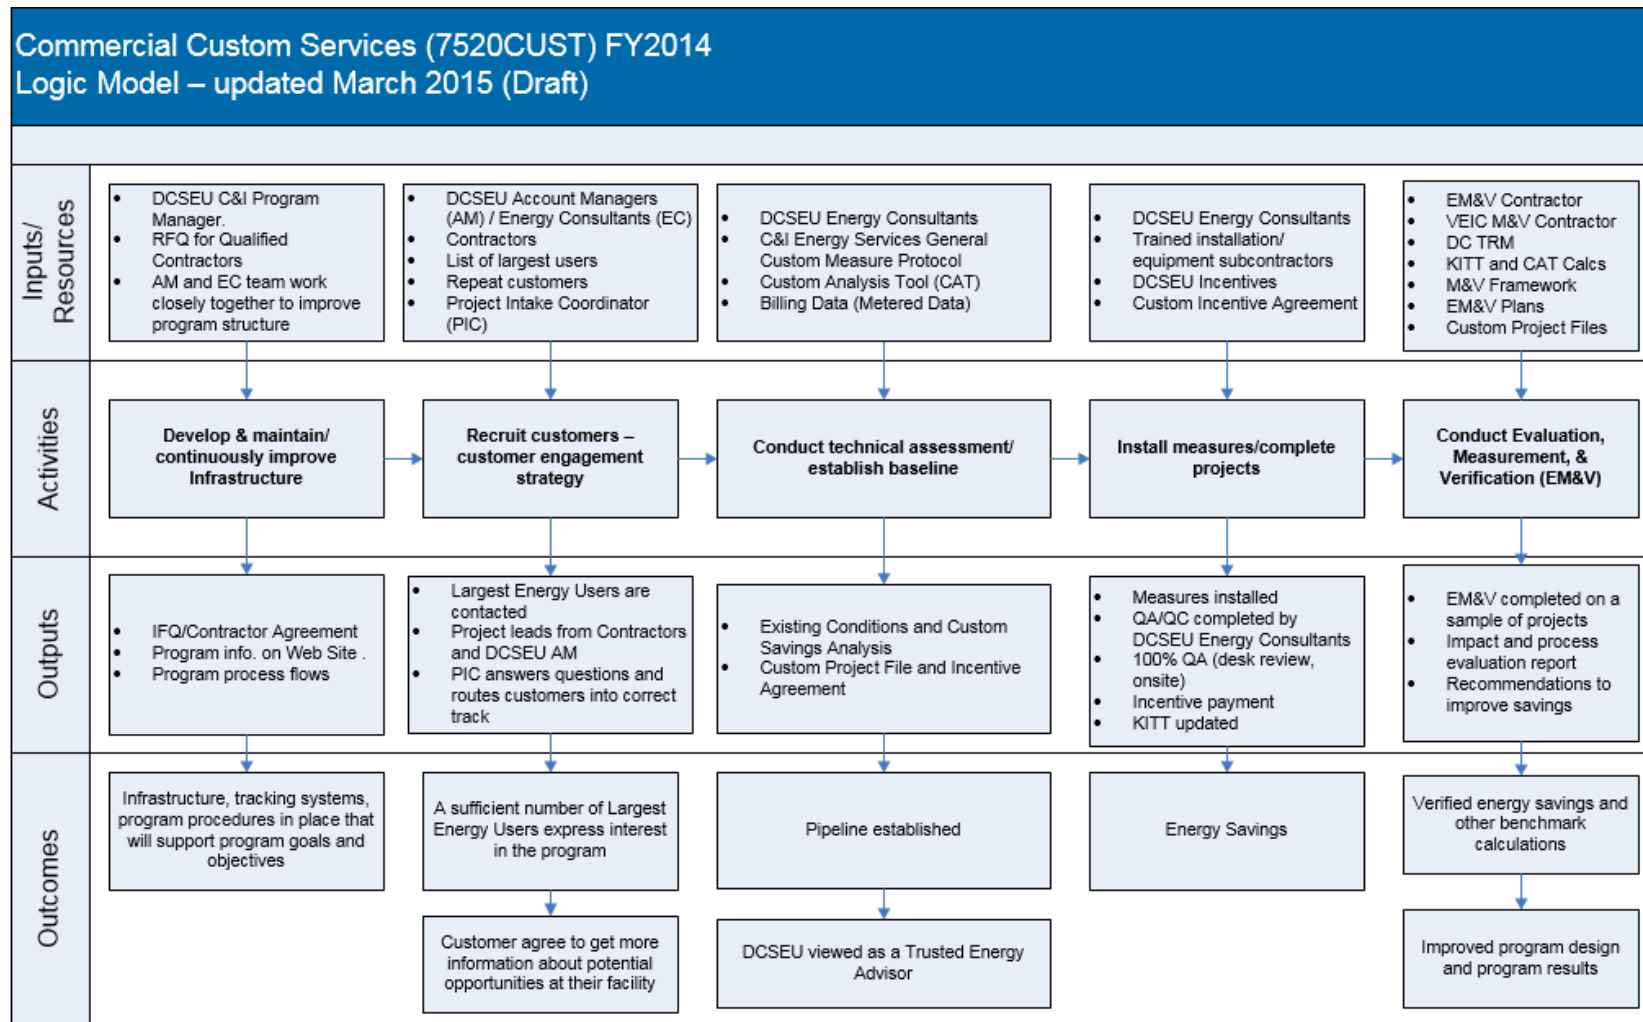 Commercial Custom Services (7520CUST) FY2014
Logic Model – updated March 2015 (Draft)
Inputs/
Resources
• DCSEU C&I Program
Manager.
• RFQ for Qualified
Contractors
• AM and EC team work
closely together to improve
program structure
• DCSEU Account Managers
(AM) / Energy Consultants (EC)
• Contractors
• List of largest users
• Repeat customers
• Project Intake Coordinator
(PIC)
• DCSEU Energy Consultants
• C&I Energy Services General
Custom Measure Protocol
• Custom Analysis Tool (CAT)
• Billing Data (Metered Data)
• DCSEU Energy Consultants
• Trained installation/
equipment subcontractors
• DCSEU Incentives
• Custom Incentive Agreement
• EM&V Contractor
• VEIC M&V Contractor
• DC TRM
• KITT and CAT Calcs
• M&V Framework
• EM&V Plans
• Custom Project Files
Activities
Develop & maintain/
continuously improve
Infrastructure
Recruit customers –
customer engagement
strategy
Conduct technical assessment/
establish baseline
Install measures/complete
projects
Conduct Evaluation,
Measurement, &
Verification (EM&V)
Outputs
• IFQ/Contractor Agreement
• Program info. on Web Site .
• Program process flows
• Largest Energy Users are
contacted
• Project leads from Contractors
and DCSEU AM
• PIC answers questions and
routes customers into correct
track
• Existing Conditions and Custom
Savings Analysis
• Custom Project File and Incentive
Agreement
• Measures installed
• QA/QC completed by
DCSEU Energy Consultants
• 100% QA (desk review,
onsite)
• Incentive payment
• KITT updated
• EM&V completed on a
sample of projects
• Impact and process
evaluation report
• Recommendations to
improve savings
Outcomes
Infrastructure, tracking systems,
program procedures in place that
will support program goals and
objectives
A sufficient number of Largest
Energy Users express interest
in the program
Pipeline established
Energy Savings
Verified energy savings and
other benchmark
calculations
Customer agree to get more
information about potential
opportunities at their facility
DCSEU viewed as a Trusted Energy
Advisor
Improved program design
and program results